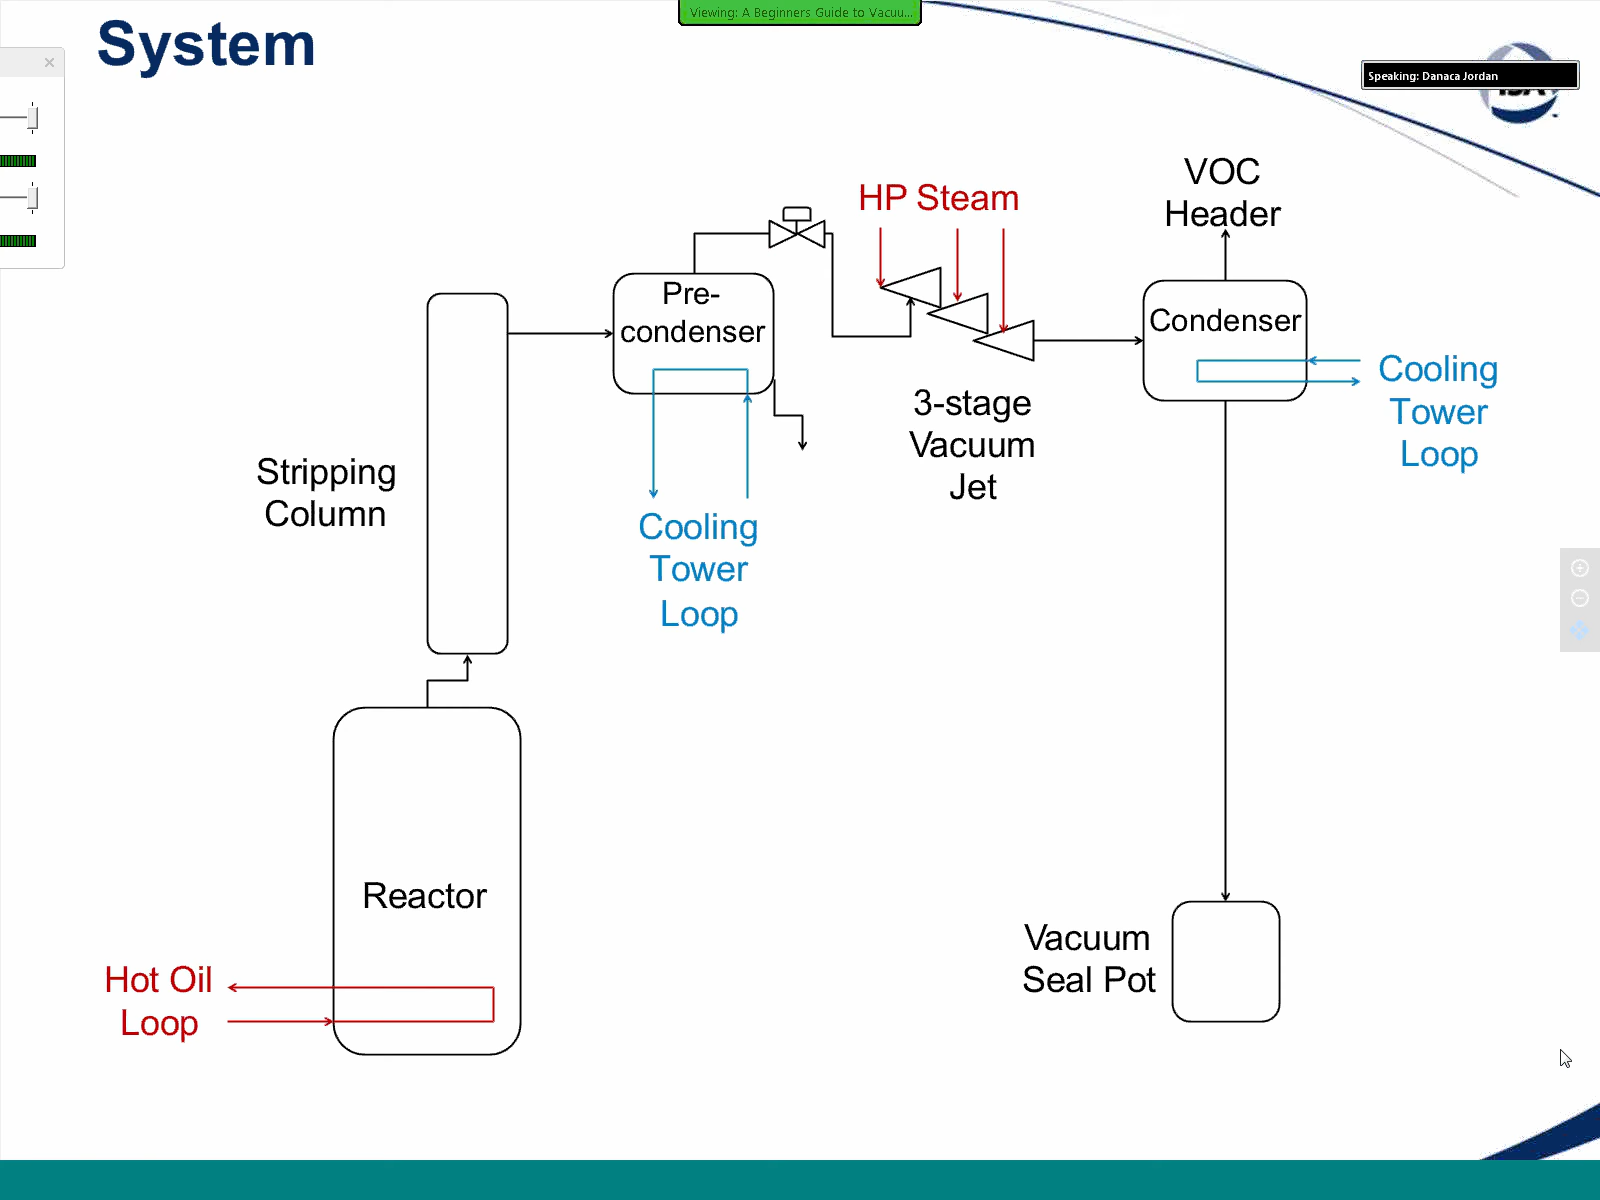 Viewing: A Beginners Guide to Vacuu...
System
Speaking: Danaca Jordan
VOC
Header
HP Steam
Pre-
condenser
Condenser
Cooling
Tower
Loop
3-stage
Vacuum
Jet
Stripping
Column
Cooling
Tower
Loop
Reactor
Vacuum
Seal Pot
Hot Oil
Loop